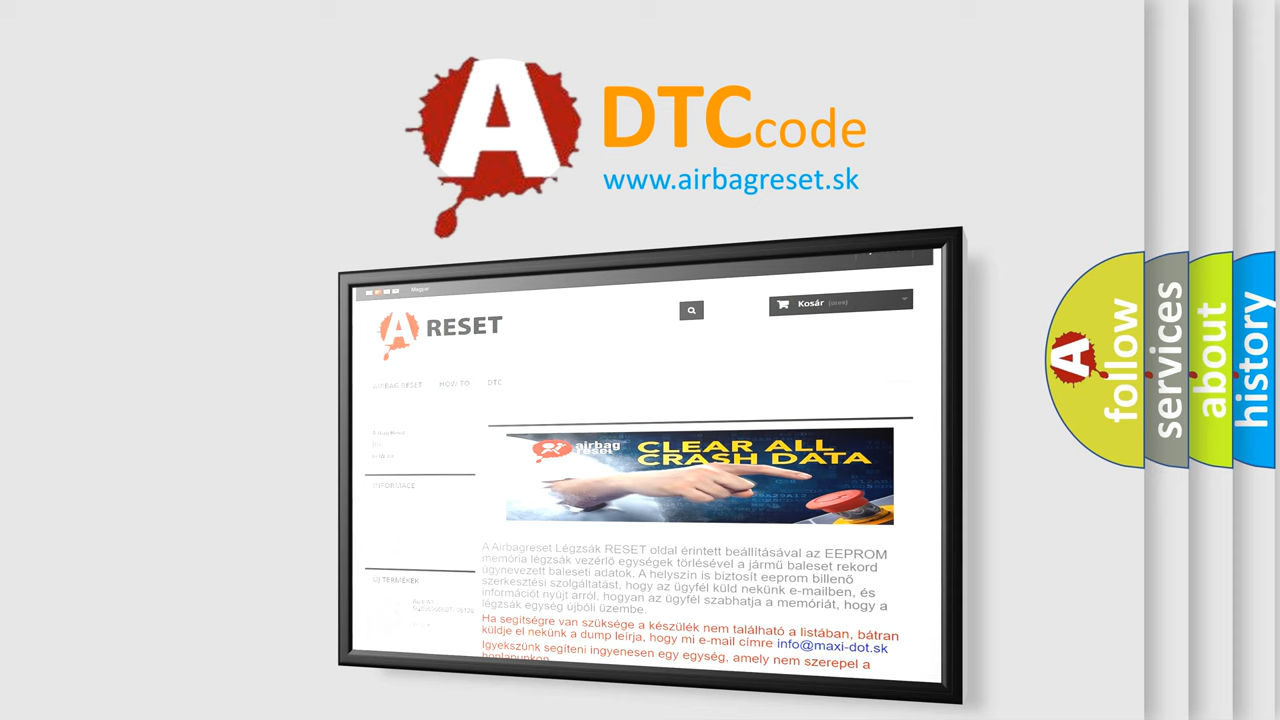 A
DTC code
www.airbagreset.sk
Magyar
A RESET
Kosár (üres)
AIRBAG RESET HOW TO DTC
INFORMACE
airbag
reset
CLEAR ALL
CRASH DATA
A Airbagreset Légzsák RESET oldal érintett beállításával az EEPROM
memória légzsák vezérlő egységek törlésével a jármű baleset rekord
úgynevezett baleseti adatok. A helyszín is biztosít eeprom billenő
szerkesztési szolgáltatást, hogy az ügyfél küld nekünk e-mailben, és
információt nyújt arról, hogyan az ügyfél szabhatja a memóriát, hogy a
légzsák egység újbóli üzembe.
Ha segítségre van szüksége a készülék nem található a listában, bátran
küldje el nekünk a dump leírja, hogy mi e-mail címre info@maxi-dot.sk
Igyekszünk segíteni ingyenesen egy egység, amely nem szerepel a
honlapunkon
ÚJ TERMÉKEK
A
follow
services
about
history